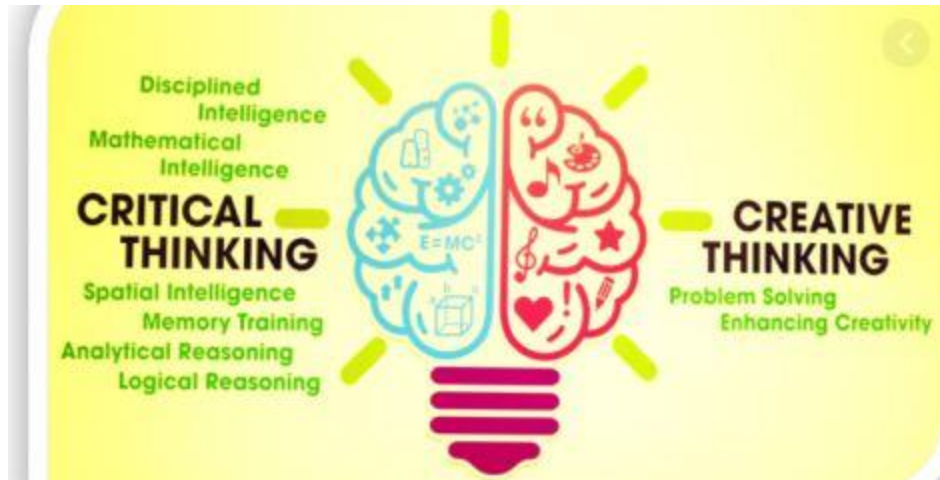 Disciplined
Intelligence
Mathematical
Intelligence
CRITICAL
THINKING
Spatial Intelligence
Memory Training
Analytical Reasoning
Logical Reasoning
E=MC²
CREATIVE
THINKING
Problem Solving
Enhancing Creativity